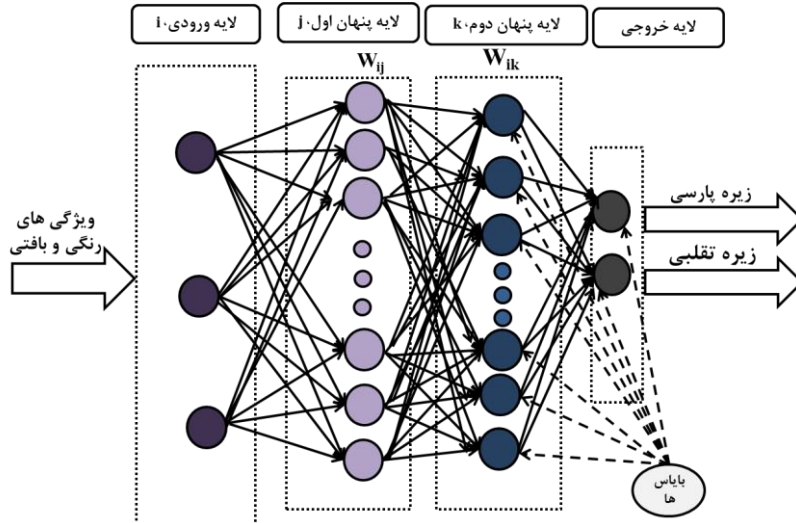 لایه ورودی،i
لایه پنهان اول،j
لایه پنهان دوم،k
لایه خروجی
Wij
Wik
ویژگی های
رنگی و بافتی
زیره پارسی
زیره تقلبی
بایاس
ها